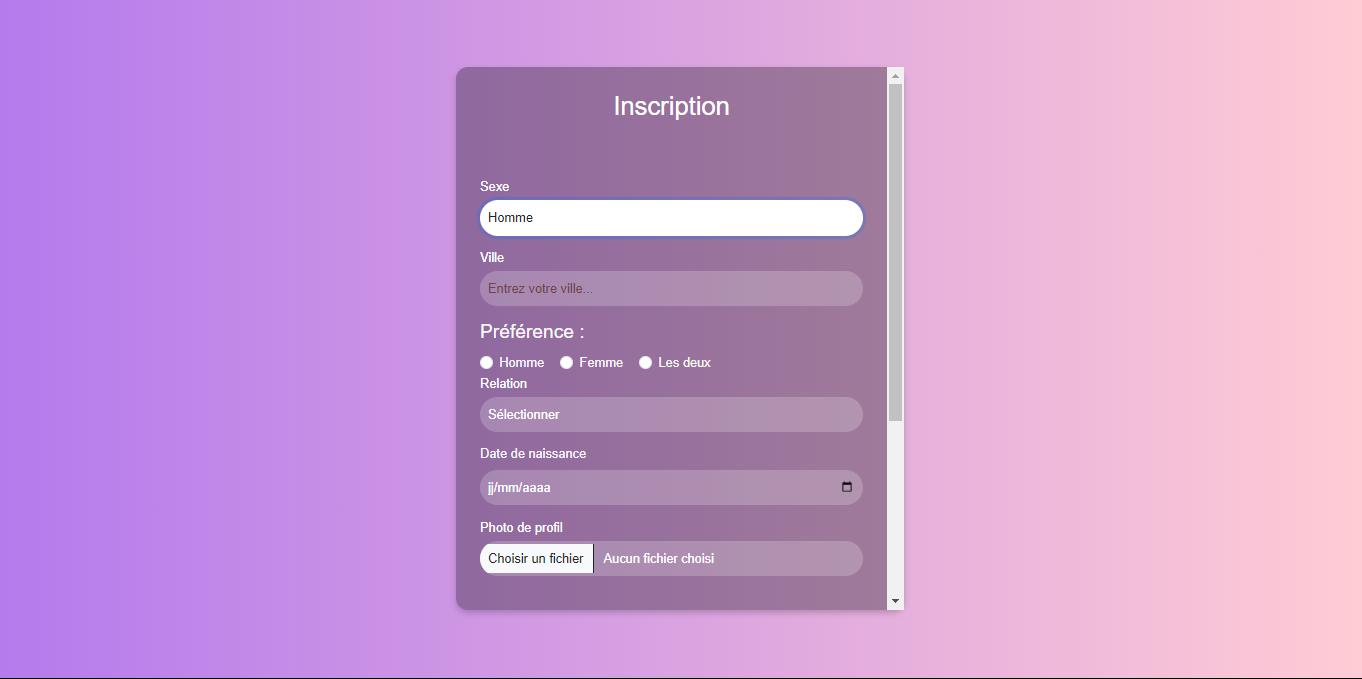 Inscription
Sexe
Homme
Ville
Entrez votre ville...
Préférence :
Homme Femme Les deux
Relation
Sélectionner
Date de naissance
jj/mm/aaaa
Photo de profil
Choisir un fichier Aucun fichier choisi